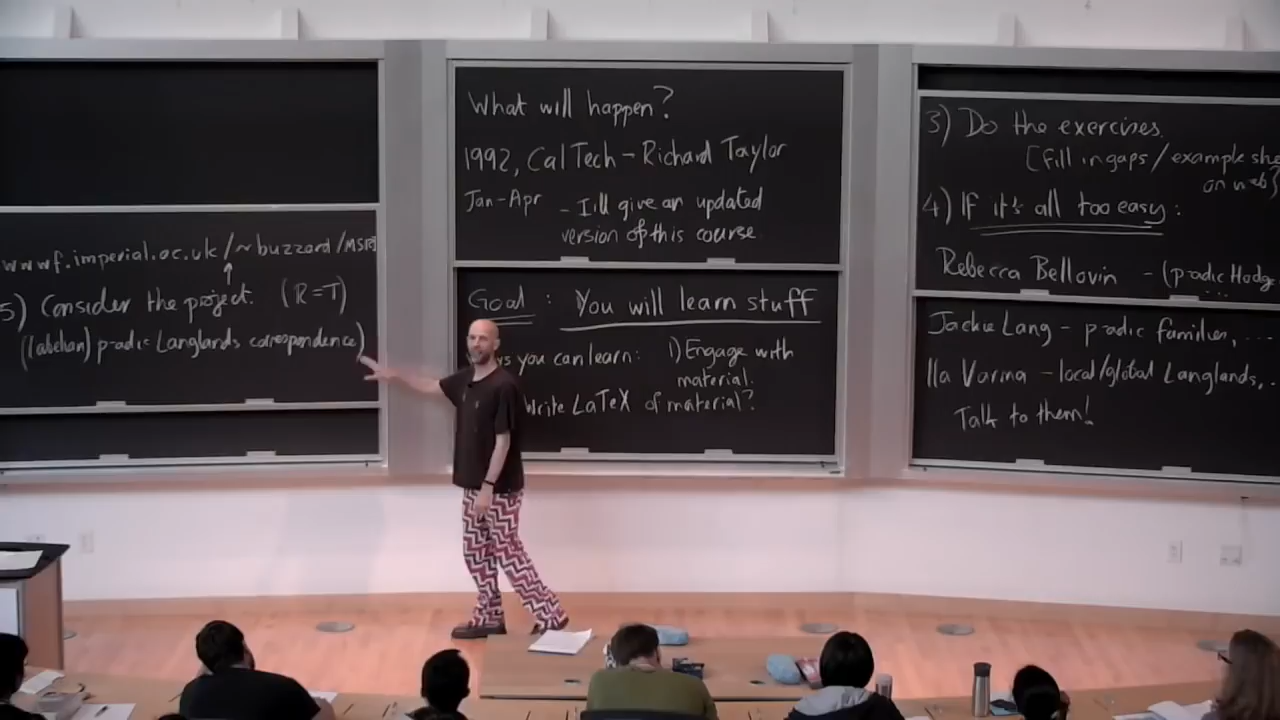 www.f.imperial.ac.uk/~buzzard/MSRI
5) Consider the project. (R=T)
(1abelian) p-adic Langlands correspondence)
What will happen?
1992, CalTech - Richard Taylor
Jan-Apr - I'll give an updated
version of this course.
Goal : You will learn stuff
you can learn: 1) Engage with
material.
Write LaTeX of material?
3) Do the exercises.
[fill in gaps/example
on web]
4) If it's all too easy:
Rebecca Bellovin - (p-adic Hodge
...
Jackie Lang - p-adic families, ...
Ila Varma - local/global Langlands, .
Talk to them!